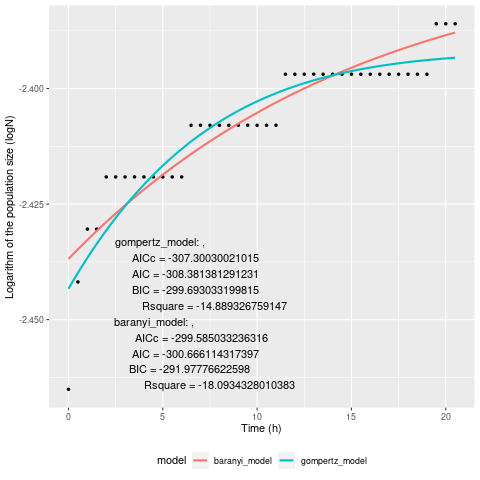 -2.400
-2.425
-2.450
Logarithm of the population size (logN)
gompertz_model: ,
AICc = -307.30030021015
AIC = -308.381381291231
BIC = -299.693033199815
Rsquare = -14.889326759147
baranyi_model: ,
AICc = -299.585033236316
AIC = -300.666114317397
BIC = -291.97776622598
Rsquare = -18.0934328010383
0 5 10 15 20
Time (h)
model baranyi_model gompertz_model